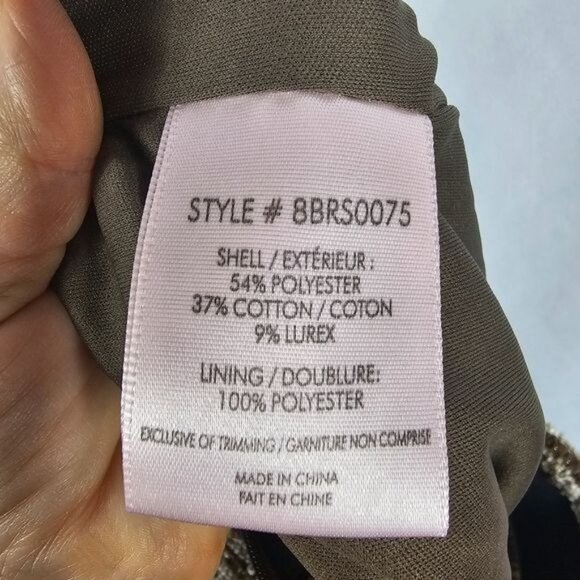 STYLE # 8BRS0075
SHELL / EXTÉRIEUR :
54% POLYESTER
37% COTTON / COTON
9% LUREX
LINING / DOUBLURE:
100% POLYESTER
EXCLUSIVE OF TRIMMING / GARNITURE NON COMPRISE
MADE IN CHINA
FAIT EN CHINE